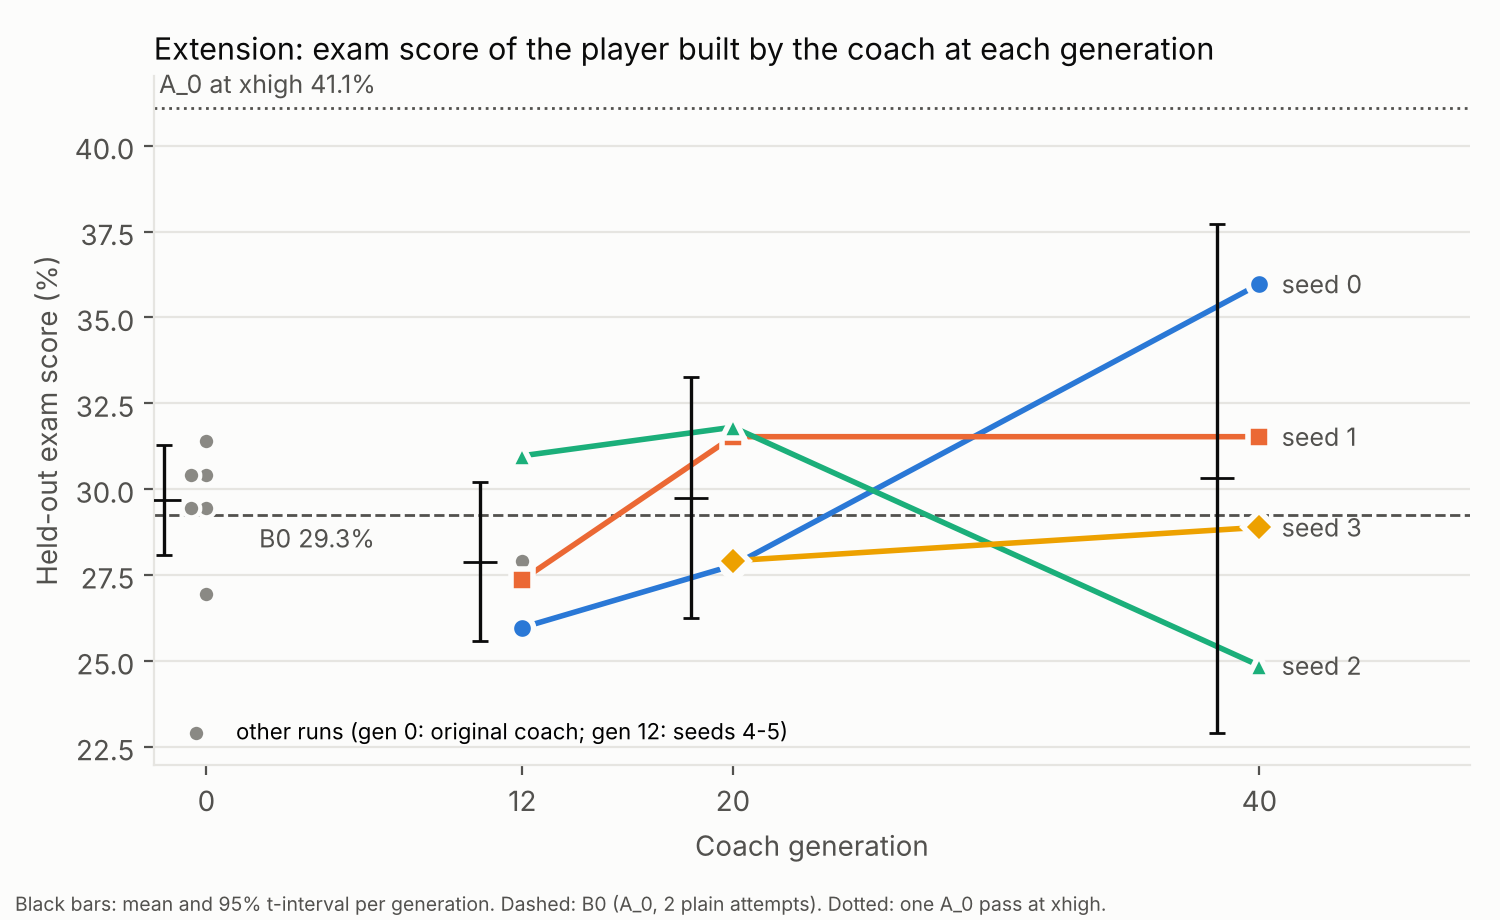 Extension: exam score of the player built by the coach at each generation
A_0 at xhigh 41.1%
40.0
37.5
35.0
32.5
30.0
27.5
25.0
22.5
Held-out exam score (%)
B0 29.3%
seed 0
seed 1
seed 3
seed 2
other runs (gen 0: original coach; gen 12: seeds 4-5)
0
12
20
40
Coach generation
Black bars: mean and 95% t-interval per generation. Dashed: B0 (A_0, 2 plain attempts). Dotted: one A_0 pass at xhigh.